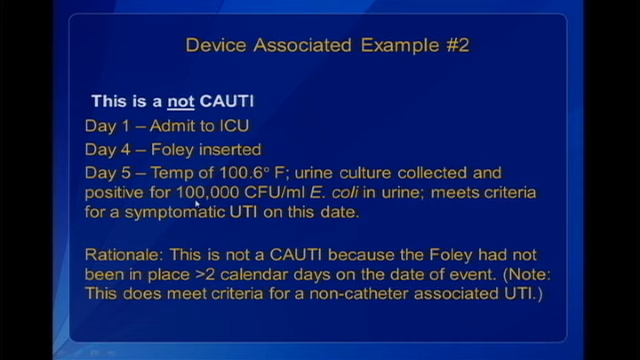 Device Associated Example #2
This is a not CAUTI
Day 1 – Admit to ICU
Day 4 – Foley inserted
Day 5 – Temp of 100.6° F; urine culture collected and
positive for 100,000 CFU/ml E. coli in urine; meets criteria
for a symptomatic UTI on this date.
Rationale: This is not a CAUTI because the Foley had not
been in place >2 calendar days on the date of event. (Note:
This does meet criteria for a non-catheter associated UTI.)